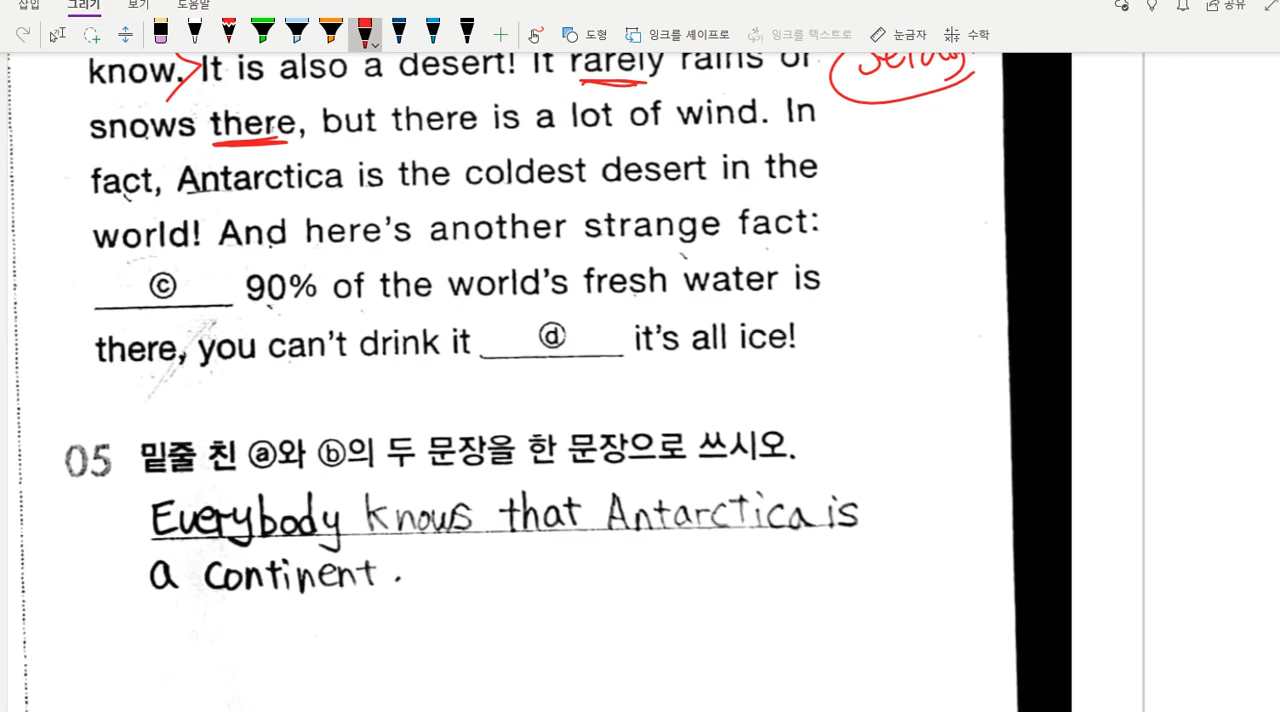 삽입 그리기 보기 도움말 공유
도형 잉크를 셰이프로 잉크를 텍스트로 눈금자 수학
know. It is also a desert! It rarely rains or
snows there, but there is a lot of wind. In
fact, Antarctica is the coldest desert in the
world! And here's another strange fact:
ⓒ 90% of the world's fresh water is
there, you can't drink it ⓓ it's all ice!
05 밑줄 친 ⓐ와 ⓑ의 두 문장을 한 문장으로 쓰시오.
Everybody knows that Antarctica is
a continent.